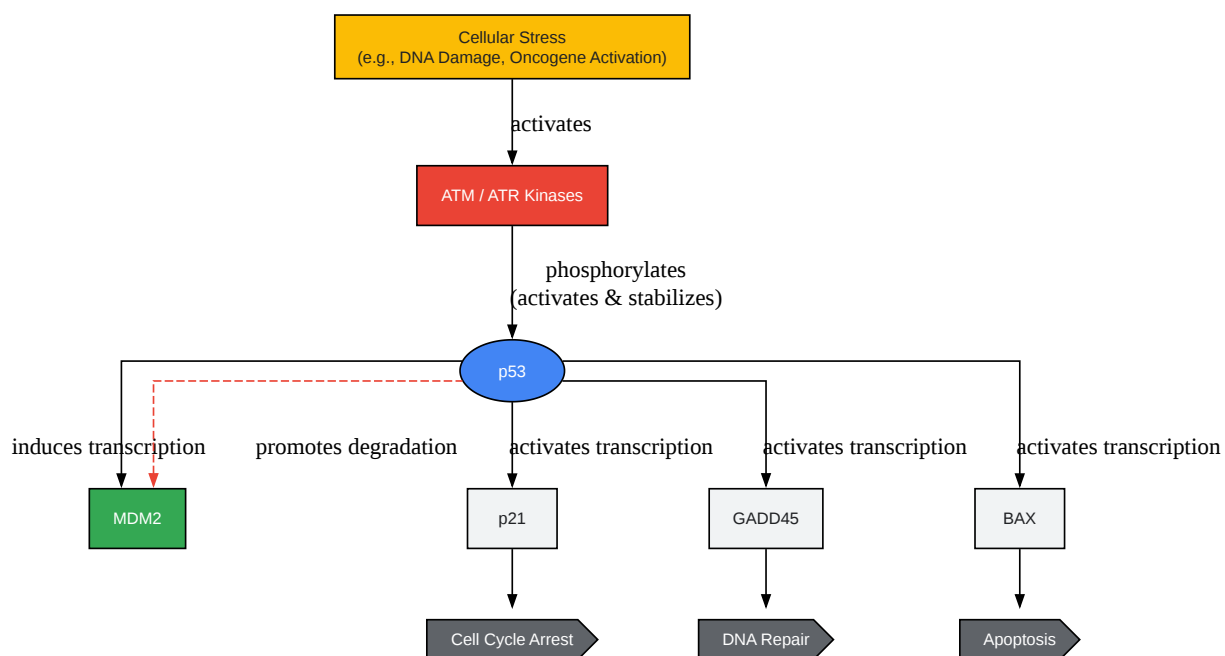 Cellular Stress
(e.g., DNA Damage, Oncogene Activation)
activates
ATM / ATR Kinases
phosphorylates
(activates & stabilizes)
p53
induces transcription
promotes degradation
activates transcription
activates transcription
activates transcription
MDM2
p21
GADD45
BAX
Cell Cycle Arrest
DNA Repair
Apoptosis